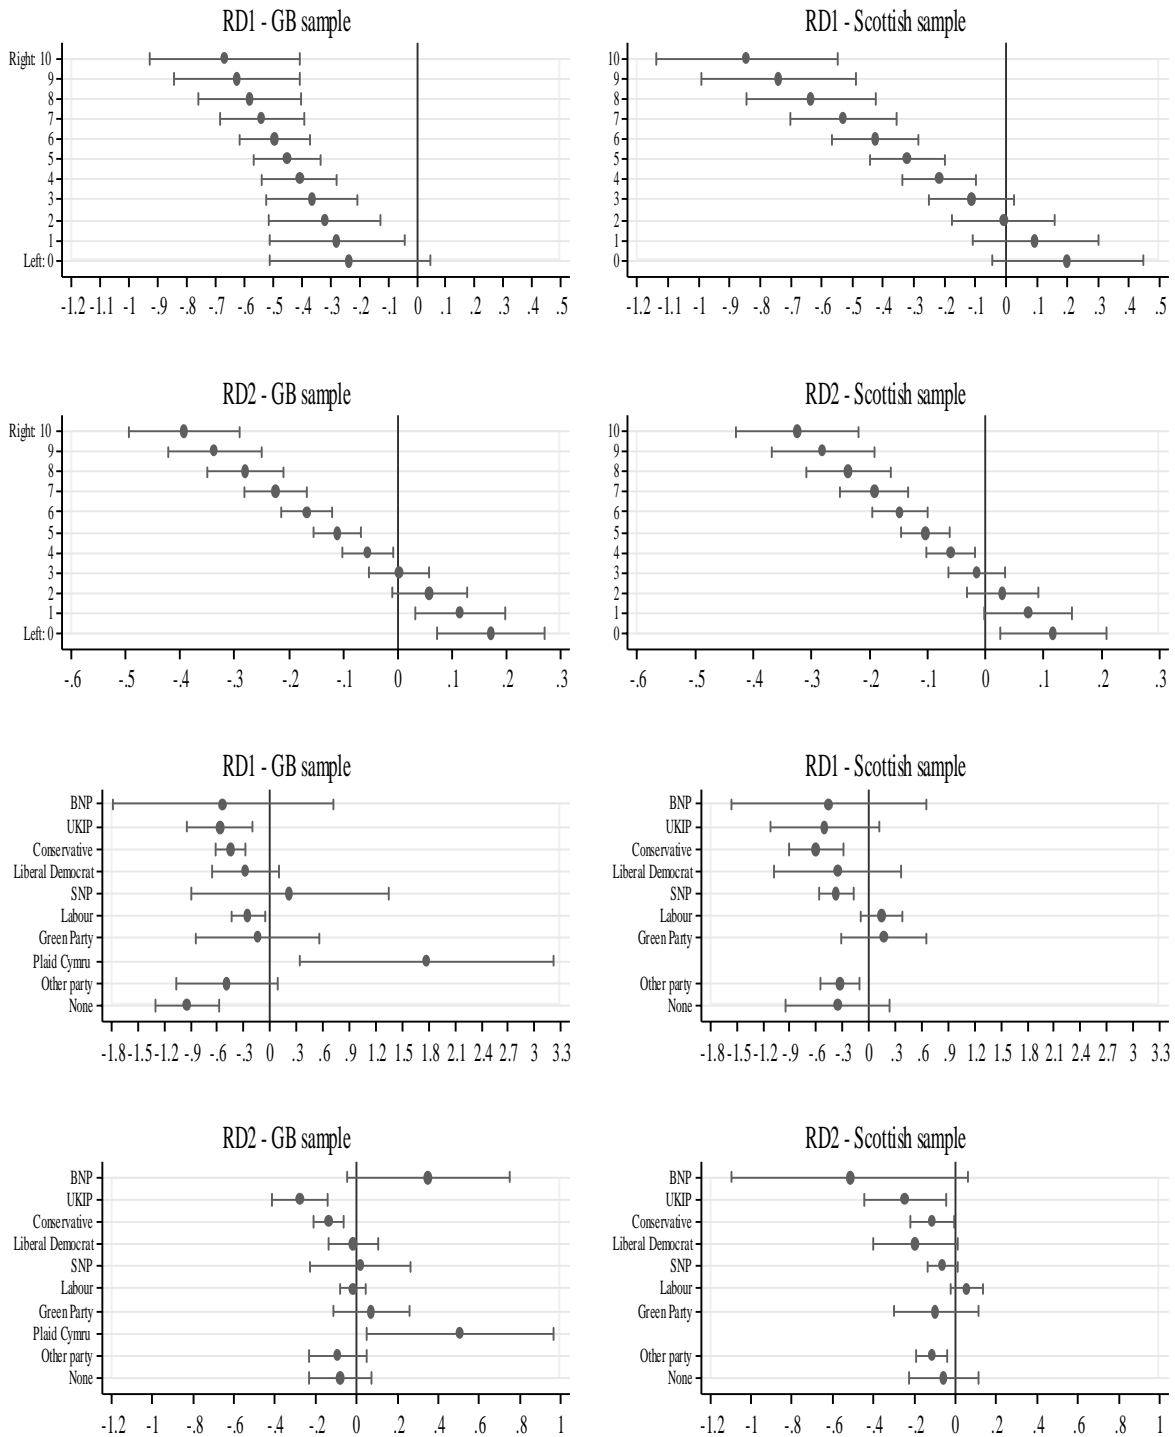 RD1 - GB sample
Right: 10
9
8
7
6
5
4
3
2
1
Left: 0
-1.2 -1.1 -1 -.9 -.8 -.7 -.6 -.5 -.4 -.3 -.2 -.1 0 .1 .2 .3 .4 .5
RD1 - Scottish sample
10
9
8
7
6
5
4
3
2
1
0
-1.2 -1.1 -1 -.9 -.8 -.7 -.6 -.5 -.4 -.3 -.2 -.1 0 .1 .2 .3 .4 .5
RD2 - GB sample
Right: 10
9
8
7
6
5
4
3
2
1
Left: 0
-.6 -.5 -.4 -.3 -.2 -.1 0 .1 .2 .3
RD2 - Scottish sample
10
9
8
7
6
5
4
3
2
1
0
-.6 -.5 -.4 -.3 -.2 -.1 0 .1 .2 .3
RD1 - GB sample
BNP
UKIP
Conservative
Liberal Democrat
SNP
Labour
Green Party
Plaid Cymru
Other party
None
-1.8 -1.5 -1.2 -.9 -.6 -.3 0 .3 .6 .9 1.2 1.5 1.8 2.1 2.4 2.7 3 3.3
RD1 - Scottish sample
BNP
UKIP
Conservative
Liberal Democrat
SNP
Labour
Green Party
Other party
None
-1.8 -1.5 -1.2 -.9 -.6 -.3 0 .3 .6 .9 1.2 1.5 1.8 2.1 2.4 2.7 3 3.3
RD2 - GB sample
BNP
UKIP
Conservative
Liberal Democrat
SNP
Labour
Green Party
Plaid Cymru
Other party
None
-1.2 -1 -.8 -.6 -.4 -.2 0 .2 .4 .6 .8 1
RD2 - Scottish sample
BNP
UKIP
Conservative
Liberal Democrat
SNP
Labour
Green Party
Other party
None
-1.2 -1 -.8 -.6 -.4 -.2 0 .2 .4 .6 .8 1